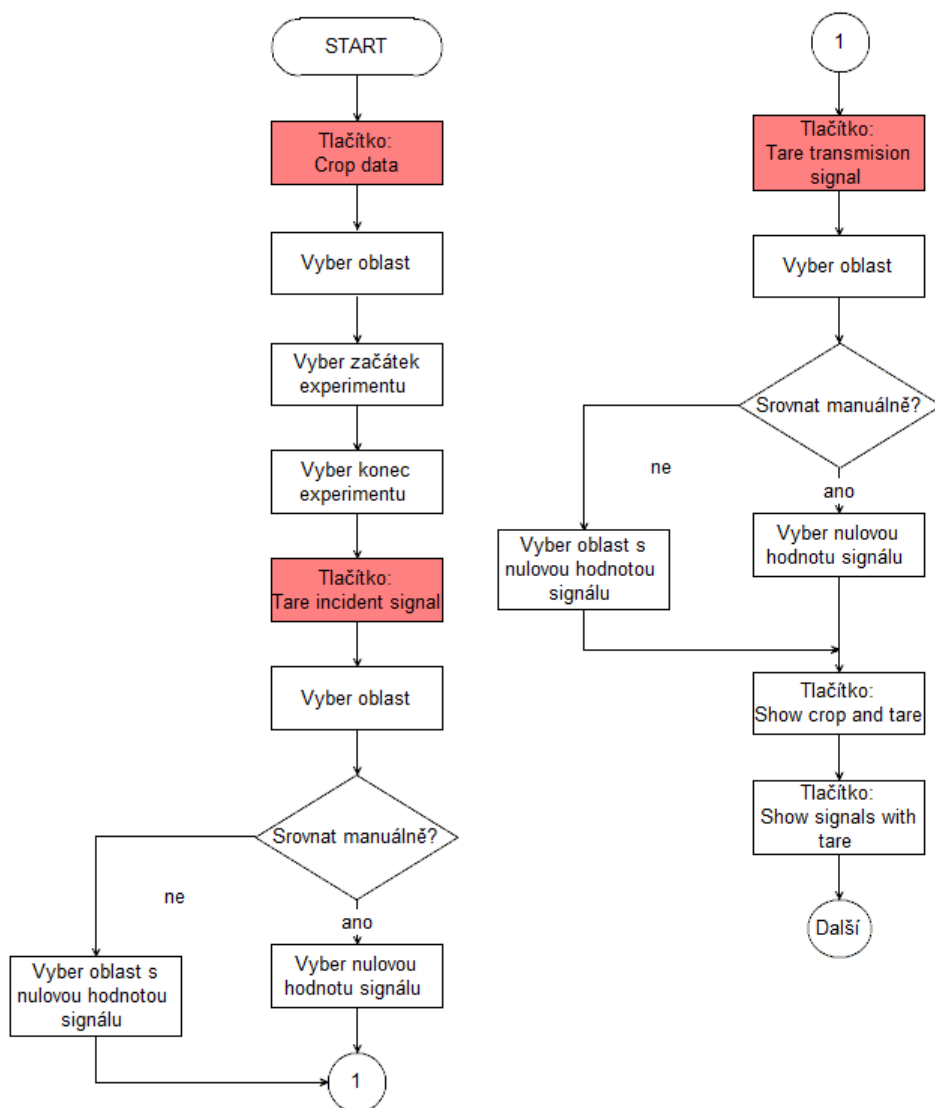 START
Tlačítko:
Crop data
Vyber oblast
Vyber začátek
experimentu
Vyber konec
experimentu
Tlačítko:
Tare incident signal
Vyber oblast
Srovnat manuálně?
ne
ano
Vyber oblast s
nulovou hodnotou
signálu
Vyber nulovou
hodnotu signálu
1
1
Tlačítko:
Tare transmision
signal
Vyber oblast
Srovnat manuálně?
ne
ano
Vyber oblast s
nulovou hodnotou
signálu
Vyber nulovou
hodnotu signálu
Tlačítko:
Show crop and tare
Tlačítko:
Show signals with
tare
Další